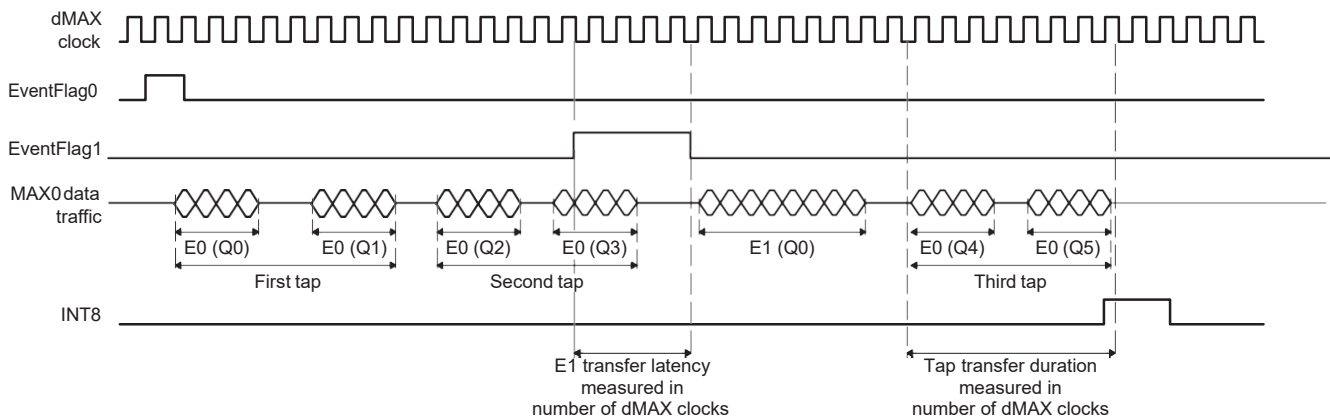 dMAX
clock
EventFlag0
EventFlag1
MAX0 data
traffic
E0 (Q0)
E0 (Q1)
E0 (Q2)
E0 (Q3)
E1 (Q0)
E0 (Q4)
E0 (Q5)
First tap
Second tap
Third tap
INT8
E1 transfer latency
measured in
number of dMAX clocks
Tap transfer duration
measured in
number of dMAX clocks